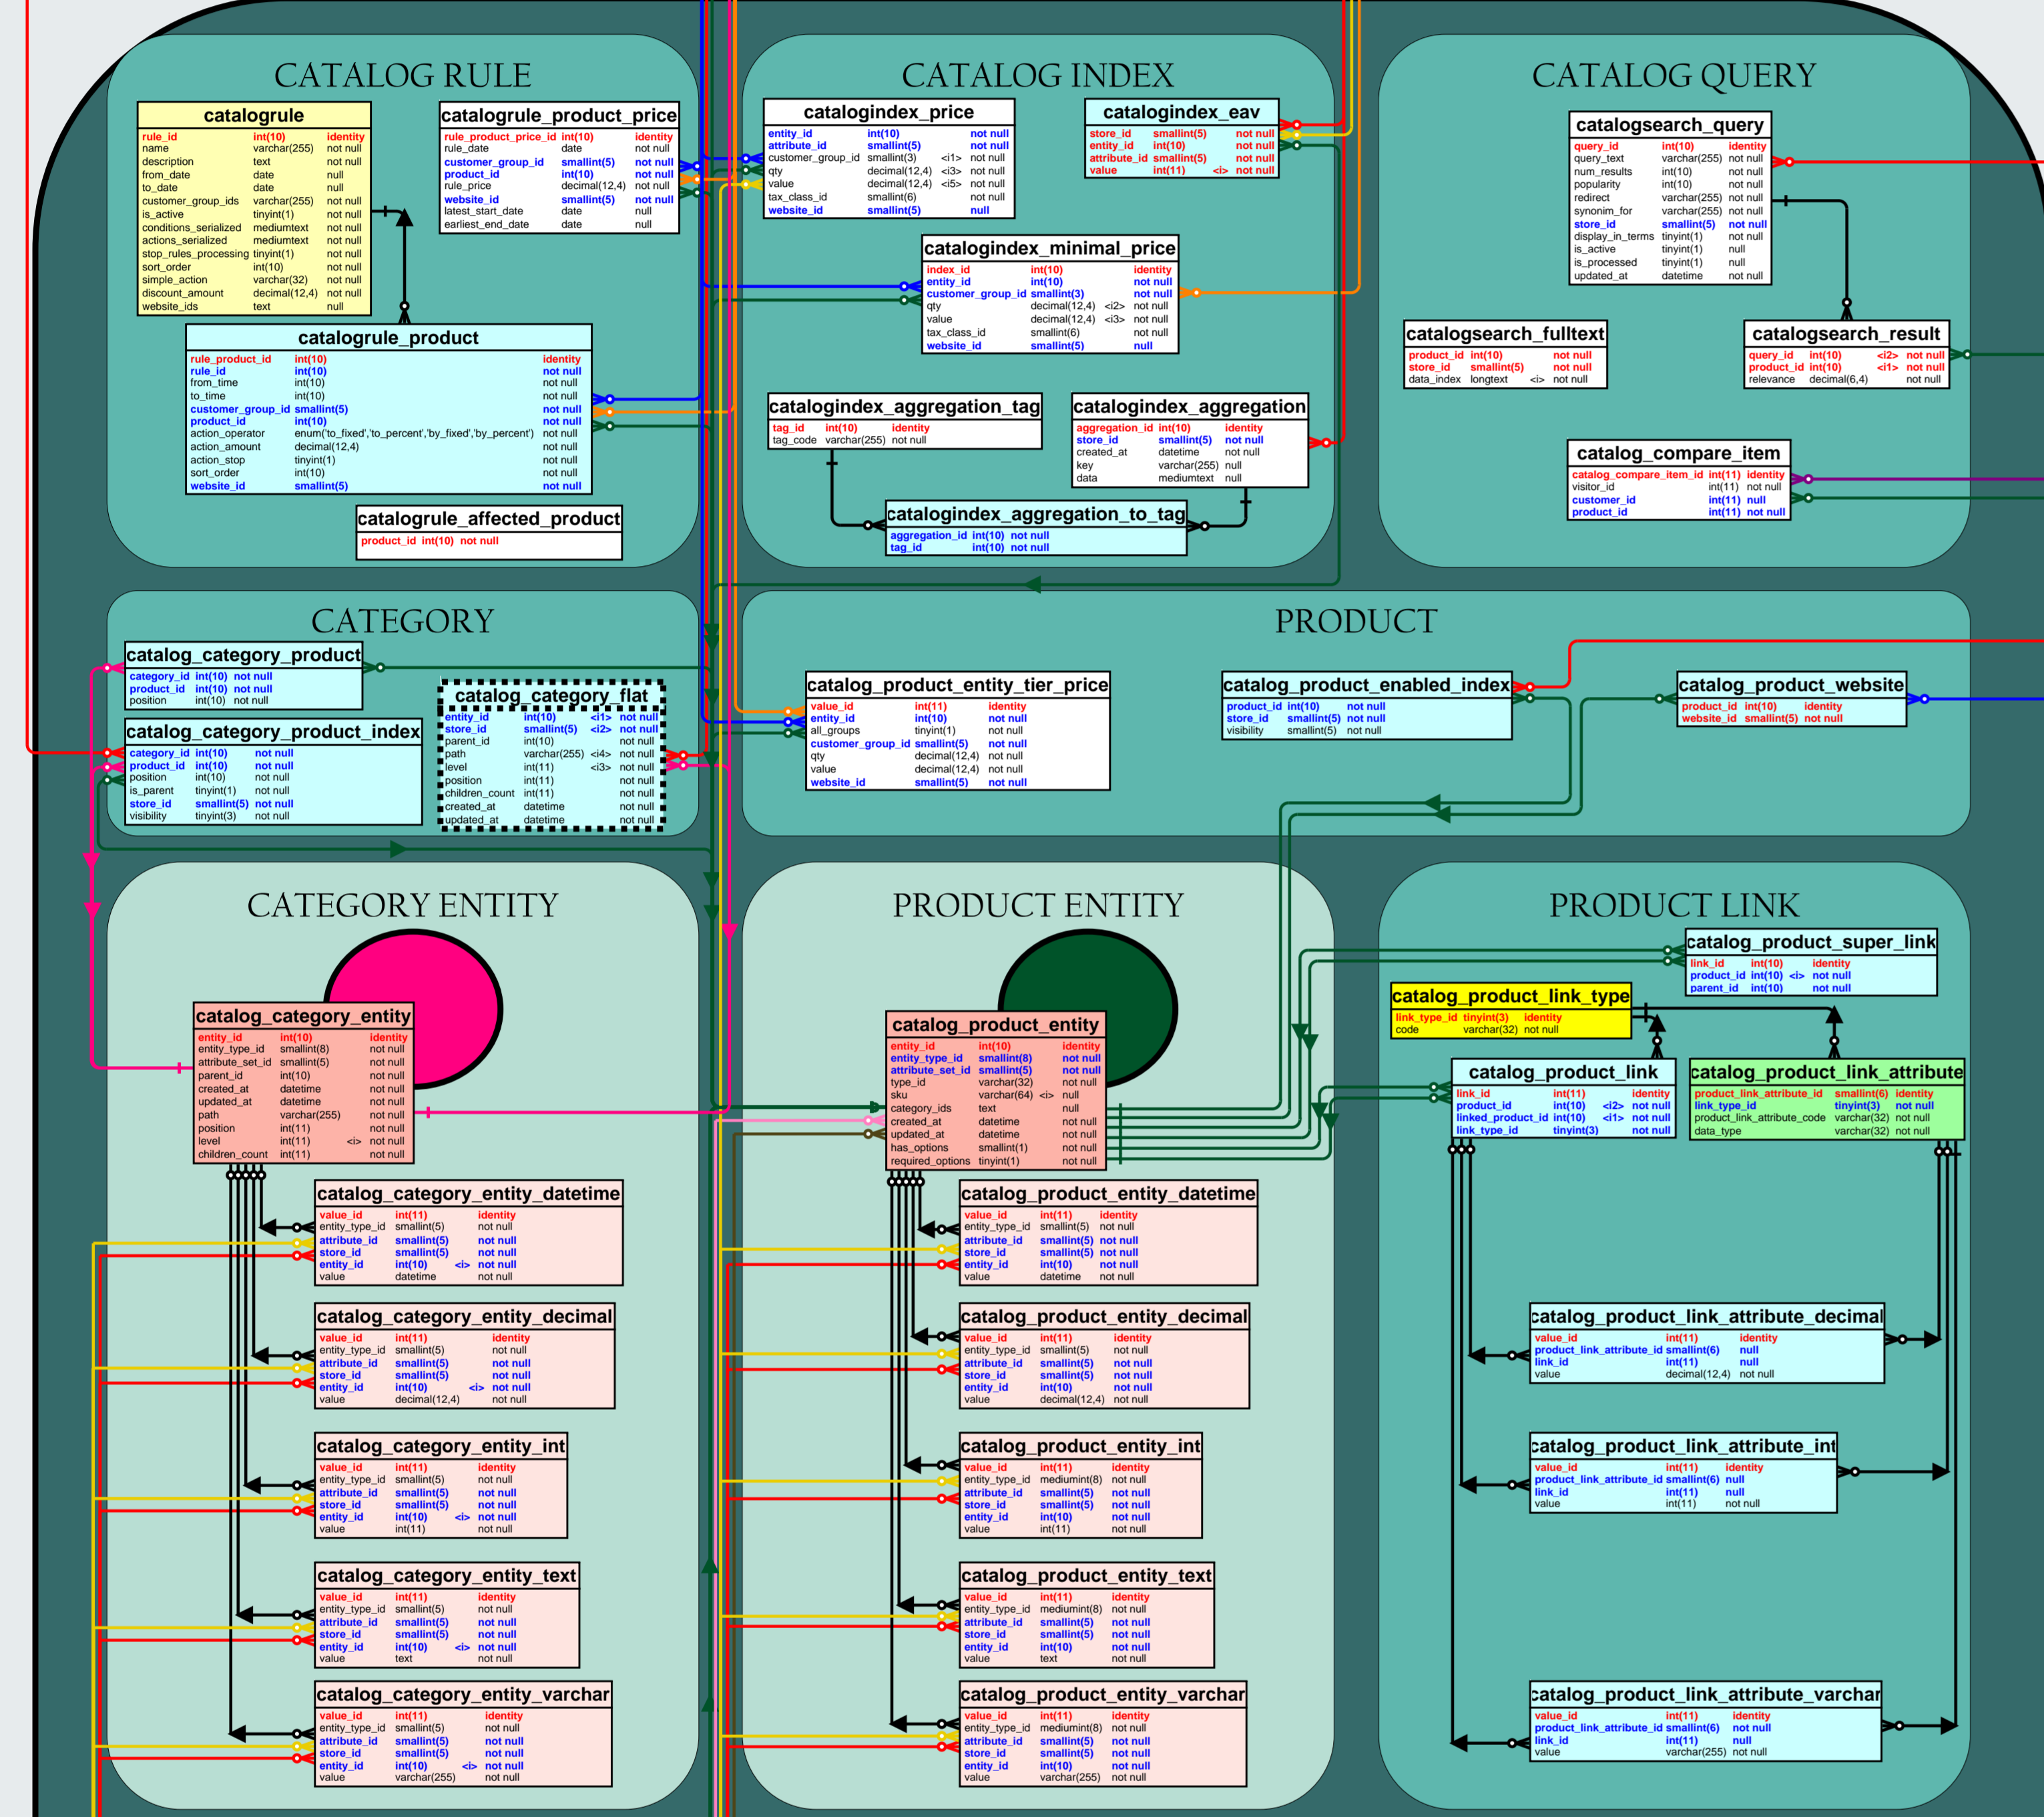 CATALOG RULE
catalogrule
rule_id int(10) identity
name varchar(255) not null
description text not null
from_date date null
to_date date null
customer_group_ids varchar(255) not null
is_active tinyint(1) not null
conditions_serialized mediumtext not null
actions_serialized mediumtext not null
stop_rules_processing tinyint(1) not null
sort_order int(10) not null
simple_action varchar(32) not null
discount_amount decimal(12,4) not null
website_ids text null
catalogrule_product_price
rule_product_price_id int(10) identity
rule_date date not null
customer_group_id smallint(5) not null
product_id int(10) not null
rule_price decimal(12,4) not null
website_id smallint(5) not null
latest_start_date date null
earliest_end_date date null
catalogrule_product
rule_product_id int(10) identity
rule_id int(10) not null
from_time int(10) not null
to_time int(10) not null
customer_group_id smallint(5) not null
product_id int(10) not null
action_operator enum('to_fixed','to_percent','by_fixed','by_percent') not null
action_amount decimal(12,4) not null
action_stop tinyint(1) not null
sort_order int(10) not null
website_id smallint(5) not null
catalogrule_affected_product
product_id int(10) not null
CATALOG INDEX
catalogindex_price
entity_id int(10) not null
attribute_id smallint(5) not null
customer_group_id smallint(3) <i1> not null
qty decimal(12,4) <i3> not null
value decimal(12,4) <i5> not null
tax_class_id smallint(6) not null
website_id smallint(5) null
catalogindex_eav
store_id smallint(5) not null
entity_id int(10) not null
attribute_id smallint(5) not null
value int(11) <i> not null
catalogindex_minimal_price
index_id int(10) identity
entity_id int(10) not null
customer_group_id smallint(3) not null
qty decimal(12,4) <i2> not null
value decimal(12,4) <i3> not null
tax_class_id smallint(6) not null
website_id smallint(5) null
catalogindex_aggregation_tag
tag_id int(10) identity
tag_code varchar(255) not null
catalogindex_aggregation
aggregation_id int(10) identity
store_id smallint(5) not null
created_at datetime not null
key varchar(255) null
data mediumtext null
catalogindex_aggregation_to_tag
aggregation_id int(10) not null
tag_id int(10) not null
CATALOG QUERY
catalogsearch_query
query_id int(10) identity
query_text varchar(255) not null
num_results int(10) not null
popularity int(10) not null
redirect varchar(255) not null
synonim_for varchar(255) not null
store_id smallint(5) not null
display_in_terms tinyint(1) not null
is_active tinyint(1) null
is_processed tinyint(1) null
updated_at datetime not null
catalogsearch_fulltext
product_id int(10) not null
store_id smallint(5) not null
data_index longtext <i> not null
catalogsearch_result
query_id int(10) <i2> not null
product_id int(10) <i1> not null
relevance decimal(6,4) not null
catalog_compare_item
catalog_compare_item_id int(11) identity
visitor_id int(11) not null
customer_id int(11) null
product_id int(11) not null
CATEGORY
catalog_category_product
category_id int(10) not null
product_id int(10) not null
position int(10) not null
catalog_category_product_index
category_id int(10) not null
product_id int(10) not null
position int(10) not null
is_parent tinyint(1) not null
store_id smallint(5) not null
visibility tinyint(3) not null
catalog_category_flat
entity_id int(10) <i1> not null
store_id smallint(5) <i2> not null
parent_id int(10) not null
path varchar(255) <i4> not null
level int(11) <i3> not null
position int(11) not null
children_count int(11) not null
created_at datetime not null
updated_at datetime not null
PRODUCT
catalog_product_entity_tier_price
value_id int(11) identity
entity_id int(10) not null
all_groups tinyint(1) not null
customer_group_id smallint(5) not null
qty decimal(12,4) not null
value decimal(12,4) not null
website_id smallint(5) not null
catalog_product_enabled_index
product_id int(10) not null
store_id smallint(5) not null
visibility smallint(5) not null
catalog_product_website
product_id int(10) identity
website_id smallint(5) not null
CATEGORY ENTITY
catalog_category_entity
entity_id int(10) identity
entity_type_id smallint(8) not null
attribute_set_id smallint(5) not null
parent_id int(10) not null
created_at datetime not null
updated_at datetime not null
path varchar(255) not null
position int(11) not null
level int(11) <i> not null
children_count int(11) not null
catalog_category_entity_datetime
value_id int(11) identity
entity_type_id smallint(5) not null
attribute_id smallint(5) not null
store_id smallint(5) not null
entity_id int(10) <i> not null
value datetime not null
catalog_category_entity_decimal
value_id int(11) identity
entity_type_id smallint(5) not null
attribute_id smallint(5) not null
store_id smallint(5) not null
entity_id int(10) <i> not null
value decimal(12,4) not null
catalog_category_entity_int
value_id int(11) identity
entity_type_id smallint(5) not null
attribute_id smallint(5) not null
store_id smallint(5) not null
entity_id int(10) <i> not null
value int(11) not null
catalog_category_entity_text
value_id int(11) identity
entity_type_id smallint(5) not null
attribute_id smallint(5) not null
store_id smallint(5) not null
entity_id int(10) <i> not null
value text not null
catalog_category_entity_varchar
value_id int(11) identity
entity_type_id smallint(5) not null
attribute_id smallint(5) not null
store_id smallint(5) not null
entity_id int(10) <i> not null
value varchar(255) not null
PRODUCT ENTITY
catalog_product_entity
entity_id int(10) identity
entity_type_id smallint(8) not null
attribute_set_id smallint(5) not null
type_id varchar(32) not null
sku varchar(64) <i> null
category_ids text null
created_at datetime not null
updated_at datetime not null
has_options smallint(1) not null
required_options tinyint(1) not null
catalog_product_entity_datetime
value_id int(11) identity
entity_type_id smallint(5) not null
attribute_id smallint(5) not null
store_id smallint(5) not null
entity_id int(10) not null
value datetime not null
catalog_product_entity_decimal
value_id int(11) identity
entity_type_id smallint(5) not null
attribute_id smallint(5) not null
store_id smallint(5) not null
entity_id int(10) not null
value decimal(12,4) not null
catalog_product_entity_int
value_id int(11) identity
entity_type_id mediumint(8) not null
attribute_id smallint(5) not null
store_id smallint(5) not null
entity_id int(10) not null
value int(11) not null
catalog_product_entity_text
value_id int(11) identity
entity_type_id mediumint(8) not null
attribute_id smallint(5) not null
store_id smallint(5) not null
entity_id int(10) not null
value text not null
catalog_product_entity_varchar
value_id int(11) identity
entity_type_id mediumint(8) not null
attribute_id smallint(5) not null
store_id smallint(5) not null
entity_id int(10) not null
value varchar(255) not null
PRODUCT LINK
catalog_product_super_link
link_id int(10) identity
product_id int(10) <i> not null
parent_id int(10) not null
catalog_product_link_type
link_type_id tinyint(3) identity
code varchar(32) not null
catalog_product_link
link_id int(11) identity
product_id int(10) <i2> not null
linked_product_id int(10) <i1> not null
link_type_id tinyint(3) not null
catalog_product_link_attribute
product_link_attribute_id smallint(6) identity
link_type_id tinyint(3) not null
product_link_attribute_code varchar(32) not null
data_type varchar(32) not null
catalog_product_link_attribute_decimal
value_id int(11) identity
product_link_attribute_id smallint(6) null
link_id int(11) null
value decimal(12,4) not null
catalog_product_link_attribute_int
value_id int(11) identity
product_link_attribute_id smallint(6) null
link_id int(11) null
value int(11) not null
catalog_product_link_attribute_varchar
value_id int(11) identity
product_link_attribute_id smallint(6) not null
link_id int(11) null
value varchar(255) not null